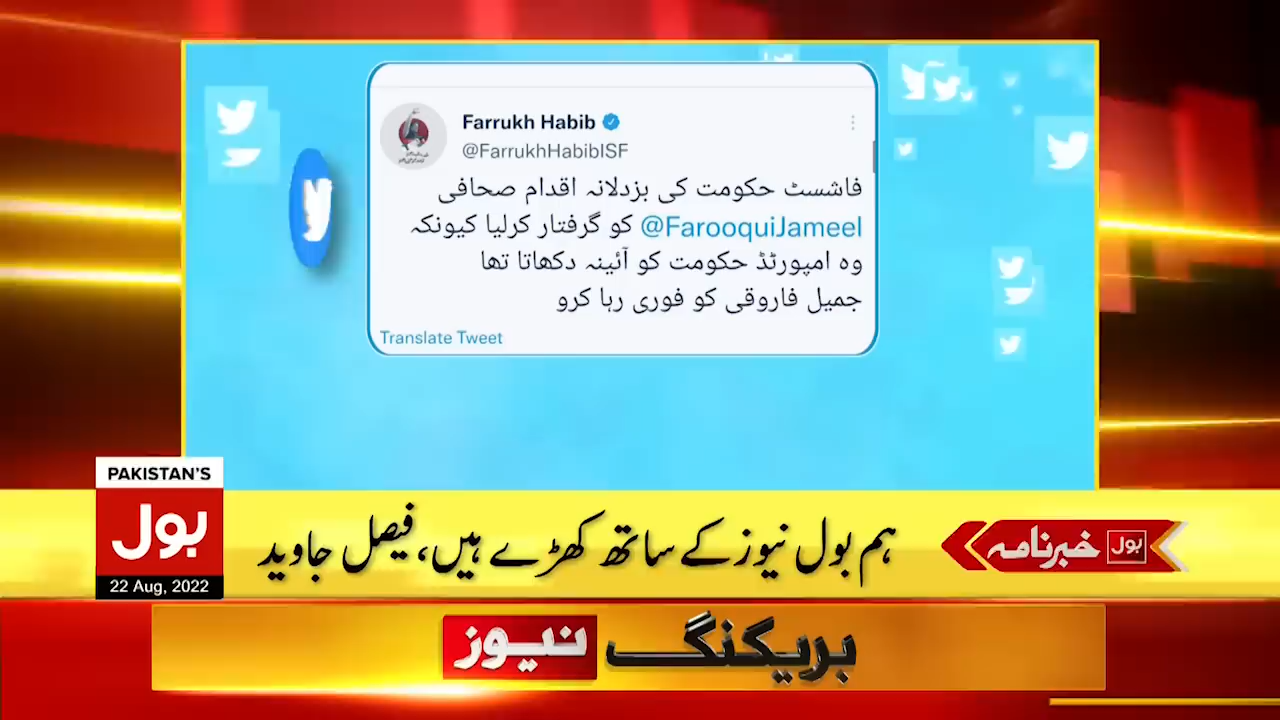 Farrukh Habib
@FarrukhHabibISF
فاشسٹ حکومت کی بزدلانہ اقدام صحافی
@FarooquiJameel کو گرفتار کرلیا کیونکہ
وہ امپورٹڈ حکومت کو آئینہ دکھاتا تھا
جمیل فاروقی کو فوری رہا کرو
Translate Tweet
PAKISTAN'S
بول
22 Aug, 2022
ہم بول نیوز کے ساتھ کھڑے ہیں، فیصل جاوید
بول خبرنامہ
بریکنگ نیوز